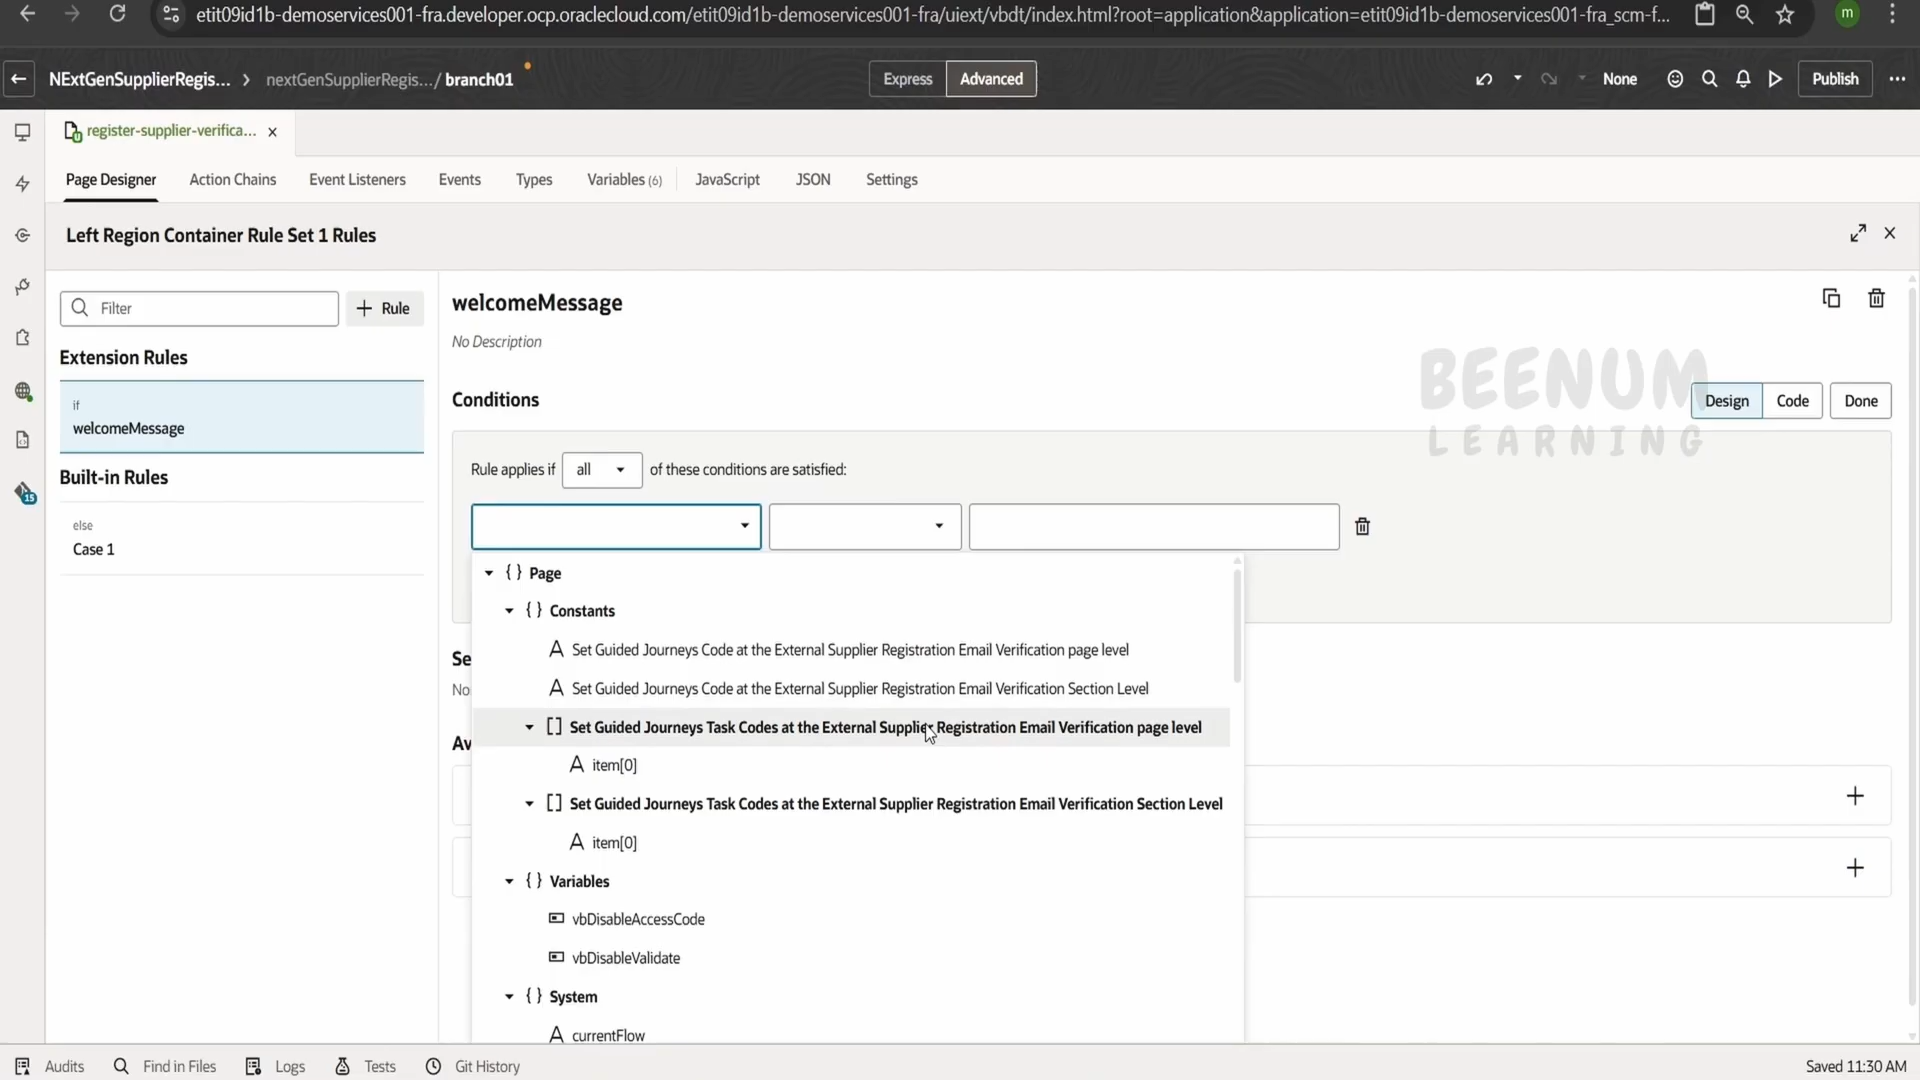 etit09id1b-demoservices001-fra.developer.ocp.oraclecloud.com/etit09id1b-demoservices001-fra/uiext/vbdt/index.html?root=application&application=etit09id1b-demoservices001-fra_scm-f...
m
NExtGenSupplierRegis... > nextGenSupplierRegis.../ branch01
Express Advanced
None
Publish
register-supplier-verifica...
Page Designer Action Chains Event Listeners Events Types Variables (6) JavaScript JSON Settings
Left Region Container Rule Set 1 Rules
Filter
+ Rule
Extension Rules
if
welcomeMessage
Built-in Rules
else
Case 1
15
welcomeMessage
No Description
BEENUM
LEARNING
Conditions
Design Code Done
Rule applies if all of these conditions are satisfied:
{ } Page
{ } Constants
A Set Guided Journeys Code at the External Supplier Registration Email Verification page level
A Set Guided Journeys Code at the External Supplier Registration Email Verification Section Level
[ ] Set Guided Journeys Task Codes at the External Supplier Registration Email Verification page level
A item[0]
[ ] Set Guided Journeys Task Codes at the External Supplier Registration Email Verification Section Level
A item[0]
{ } Variables
vbDisableAccessCode
vbDisableValidate
{ } System
A currentFlow
Se
No
Av
Audits Find in Files Logs Tests Git History
Saved 11:30 AM